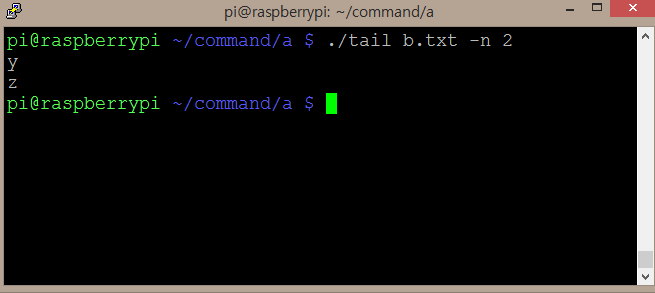 pi@raspberrypi: ~/command/a
pi@raspberrypi ~/command/a $ ./tail b.txt -n 2
y
z
pi@raspberrypi ~/command/a $